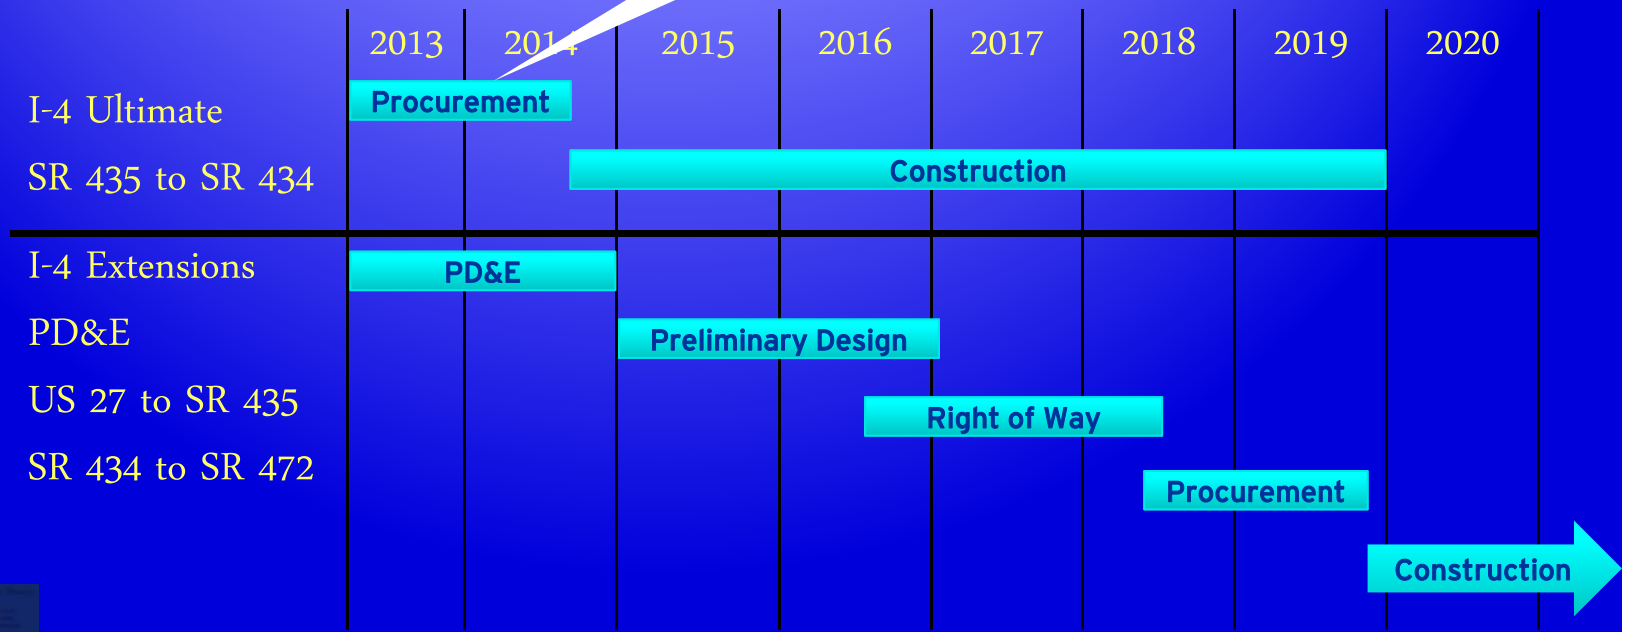 2013 2014 2015 2016 2017 2018 2019 2020
I-4 Ultimate
Procurement
SR 435 to SR 434
Construction
I-4 Extensions
PD&E
PD&E
Preliminary Design
US 27 to SR 435
Right of Way
SR 434 to SR 472
Procurement
Construction